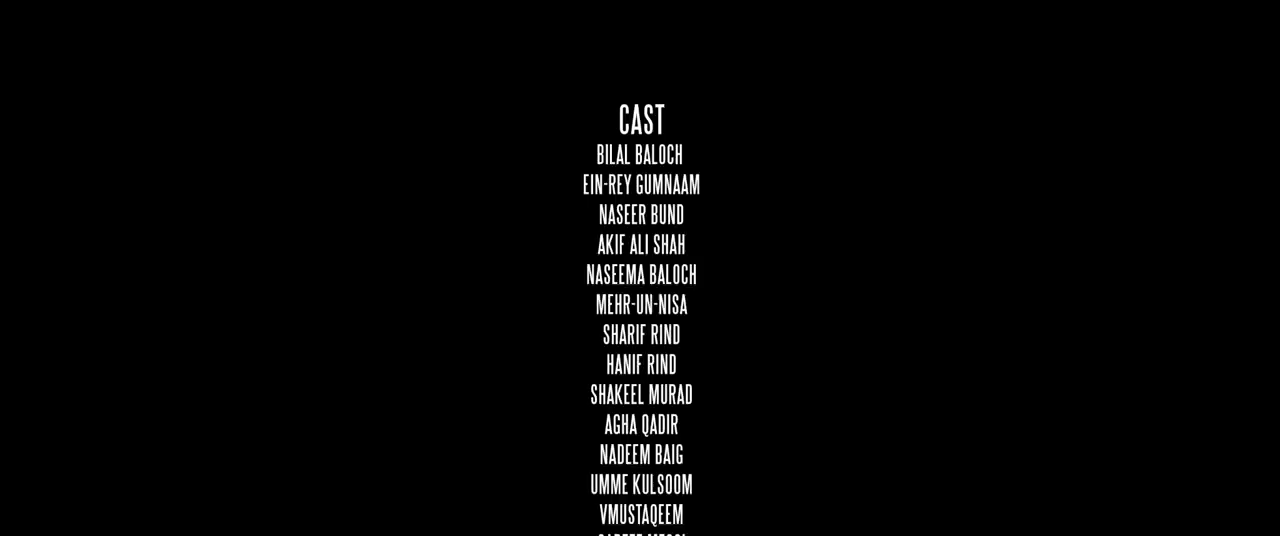 CAST
BILAL BALOCH
EIN-REY GUMNAAM
NASEER BUND
AKIF ALI SHAH
NASEEMA BALOCH
MEHR-UN-NISA
SHARIF RIND
HANIF RIND
SHAKEEL MURAD
AGHA QADIR
NADEEM BAIG
UMME KULSOOM
VMUSTAQEEM